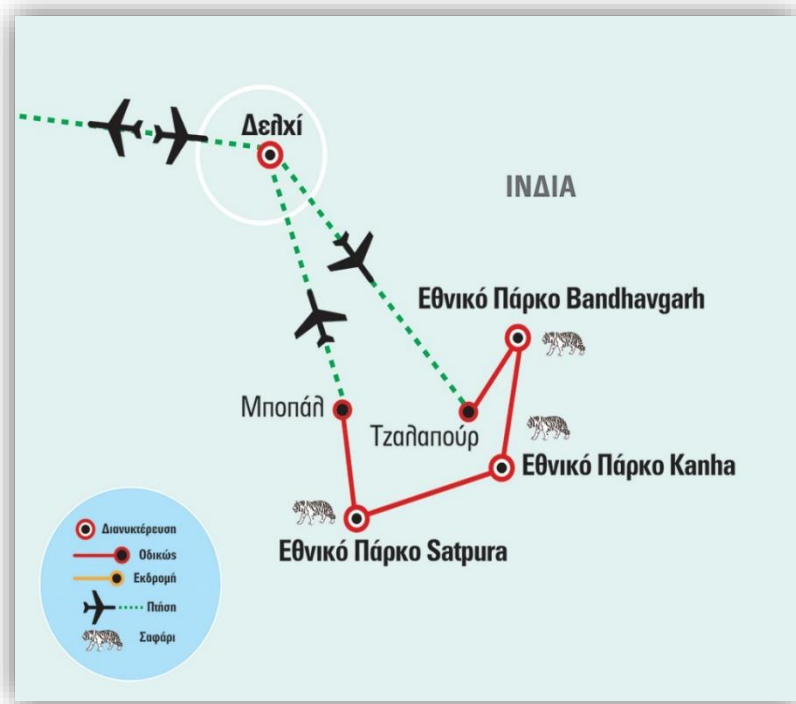 Δελχί
ΙΝΔΙΑ
Εθνικό Πάρκο Bandhavgarh
Μποπάλ
Τζαλαπούρ
Εθνικό Πάρκο Kanha
Εθνικό Πάρκο Satpura
Διανυκτέρευση
Οδικώς
Εκδρομή
Πτήση
Σαφάρι